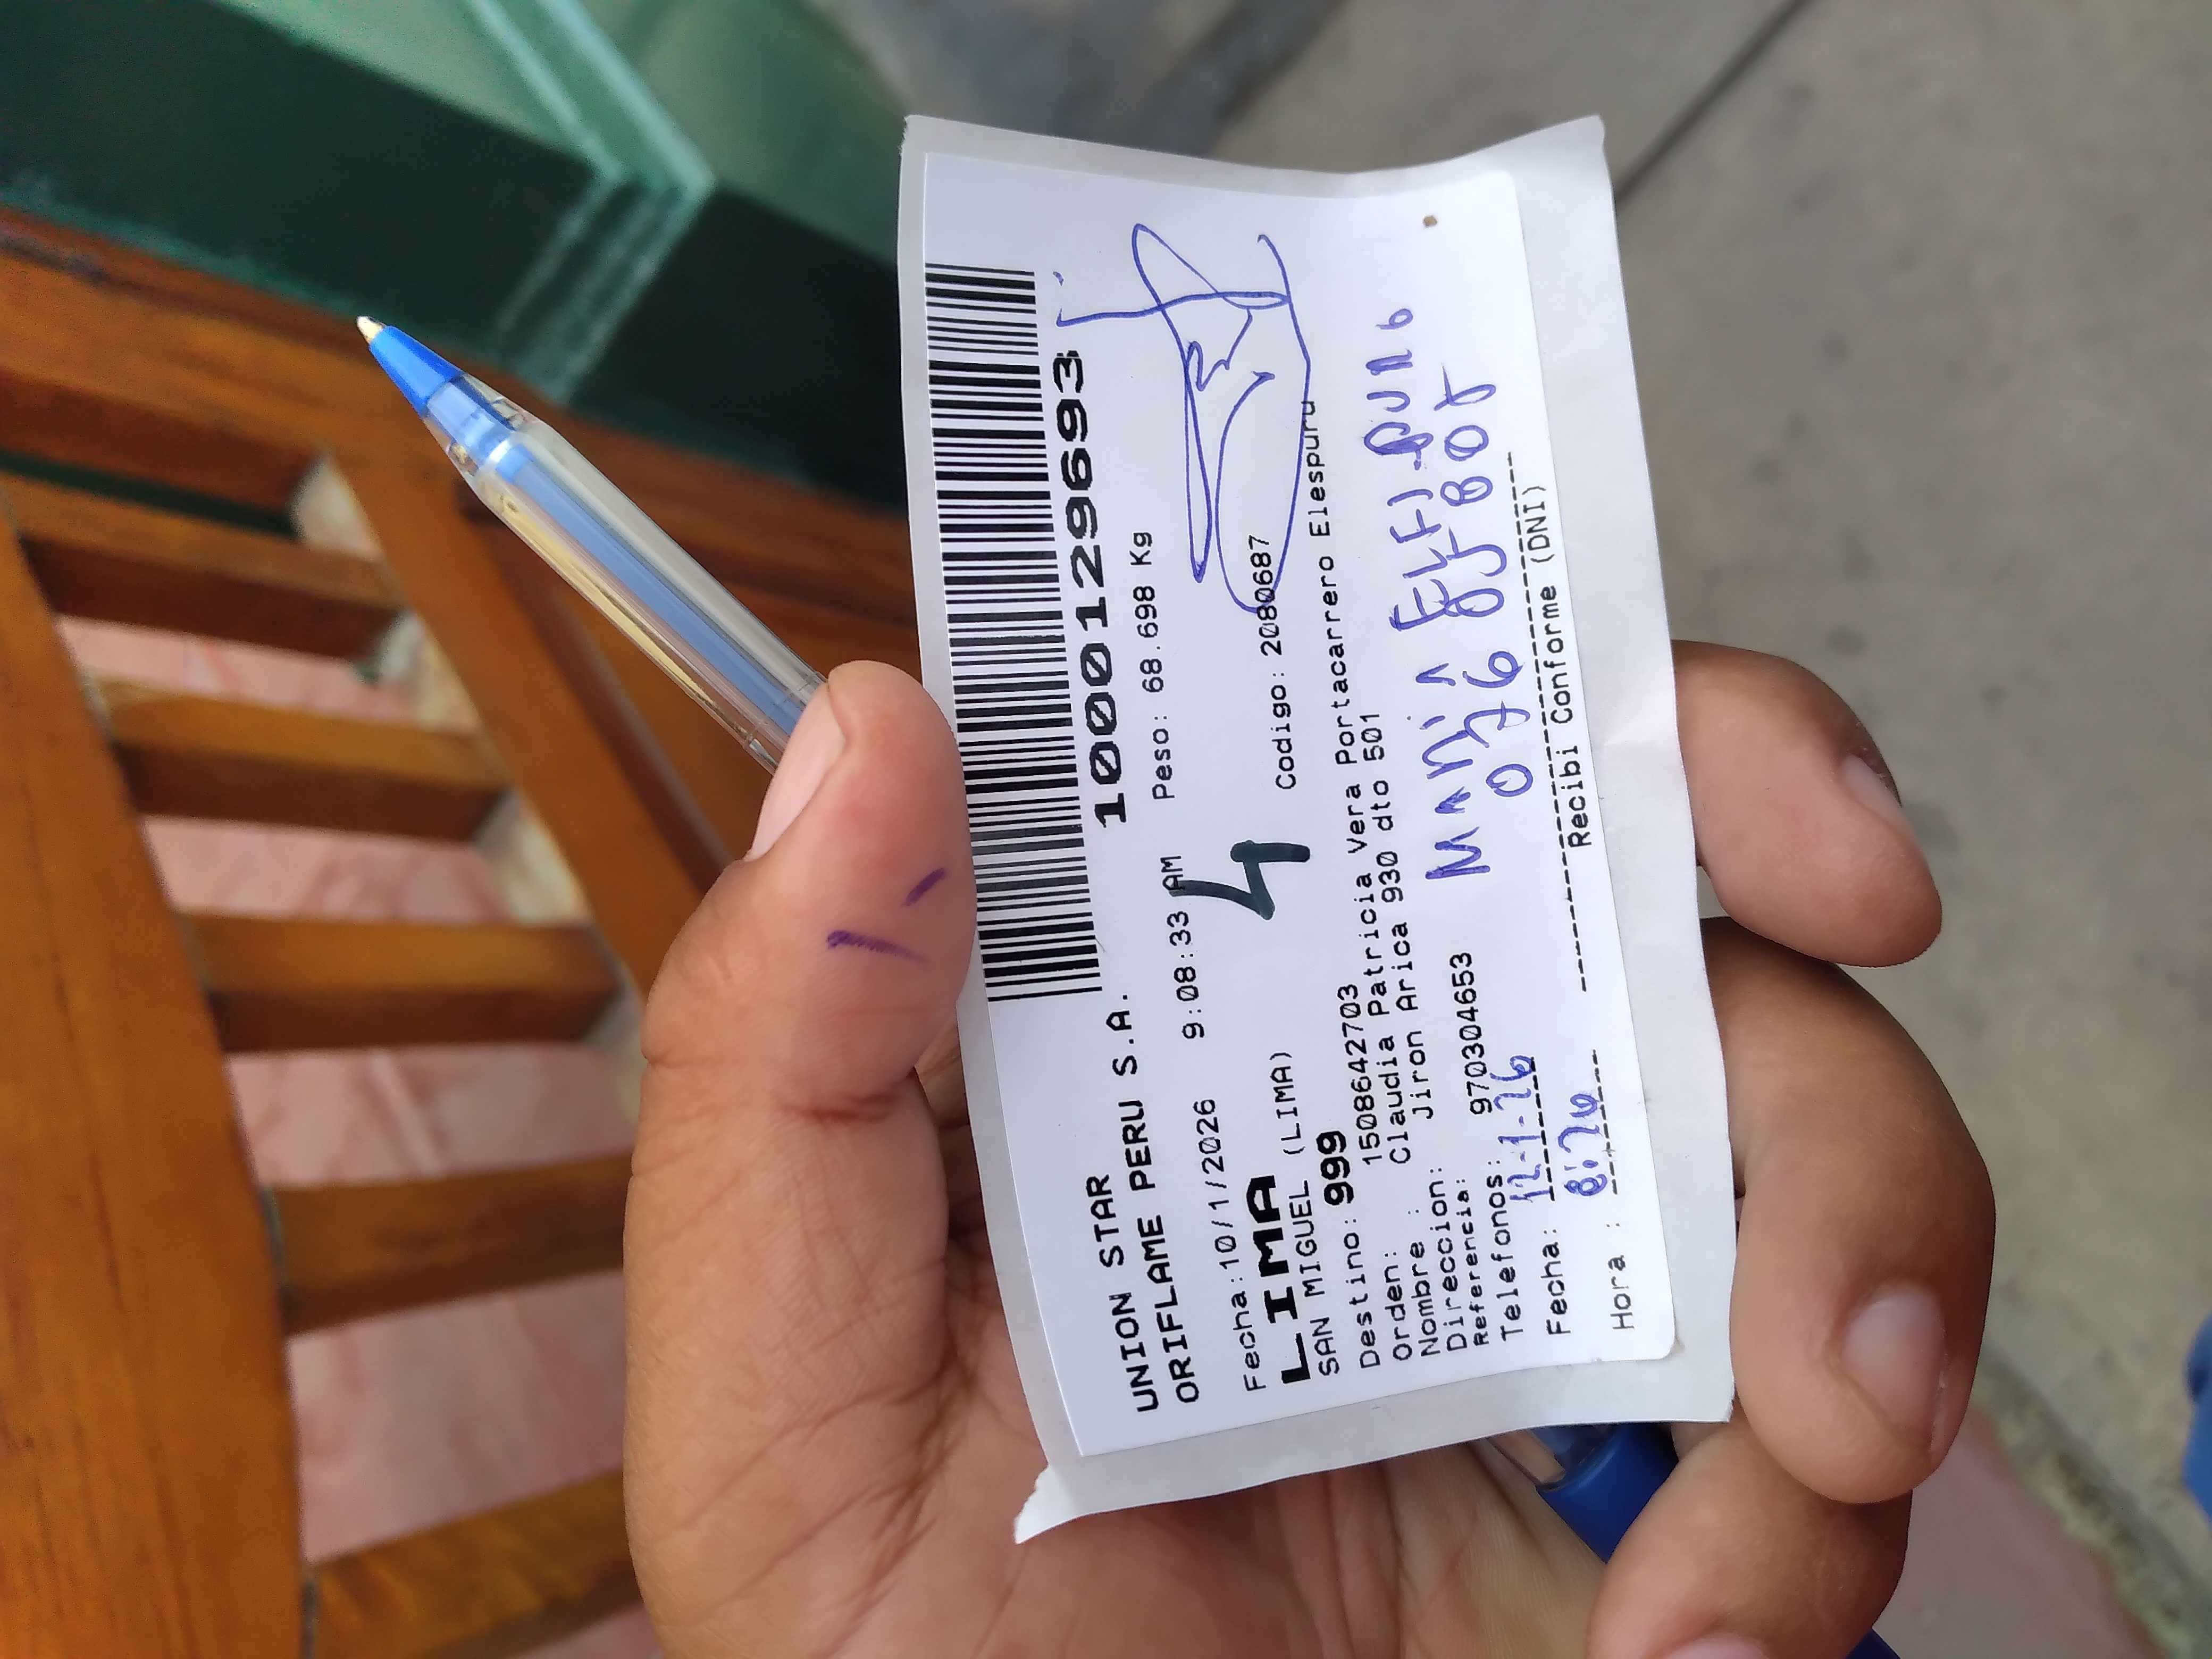 UNION STAR
ORIFLAME PERU S.A.
10001296693
Fecha:10/1/2026 9:08:33 AM Peso: 68.698 Kg
LIMA
4
SAN MIGUEL (LIMA)
Destino: 999 Codigo: 2080687
Orden: 1508642703
Nombre : Claudia Patricia Vera Portacarrero Elespuru
Direccion: Jiron Arica 930 dto 501
Referencia:
Telefonos: 970304653
Fecha: 12-1-26
Hora : 8:26
Recibi Conforme (DNI)